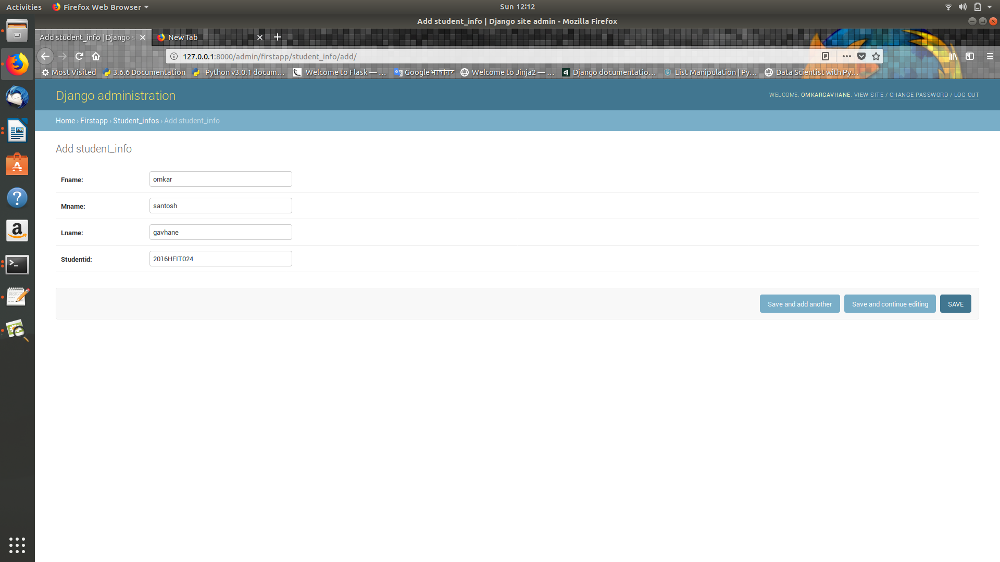 Activities Firefox Web Browser Sun 12:12
Add student_info | Django site admin - Mozilla Firefox
Add student_info | Django s New Tab
127.0.0.1:8000/admin/firstapp/student_info/add/
Most Visited 3.6.6 Documentation Python v3.0.1 docum… Welcome to Flask — … Google भाषांतर Welcome to Jinja2 — … Django documentatio… List Manipulation | Py… Data Scientist with Py…
Django administration WELCOME, OMKARGAVHANE. VIEW SITE / CHANGE PASSWORD / LOG OUT
Home › Firstapp › Student_infos › Add student_info
Add student_info
Fname: omkar
Mname: santosh
Lname: gavhane
Studentid: 2016HFIT024
Save and add another Save and continue editing SAVE